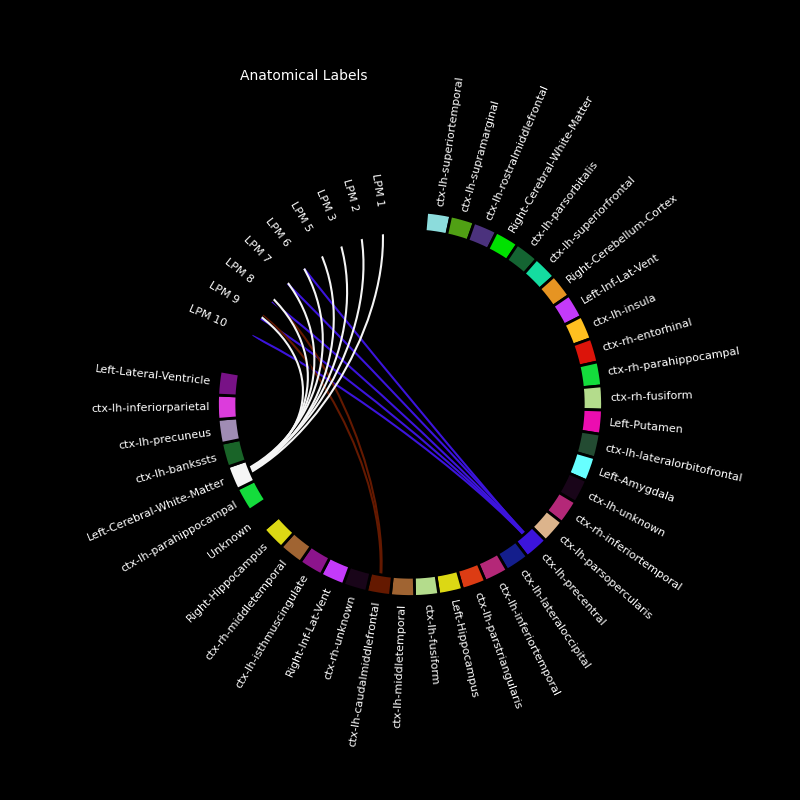 Anatomical Labels
ctx-lh-superiortemporal
ctx-lh-supramarginal
ctx-lh-rostralmiddlefrontal
Right-Cerebral-White-Matter
ctx-lh-parsorbitalis
ctx-lh-superiorfrontal
Right-Cerebellum-Cortex
Left-Inf-Lat-Vent
ctx-lh-insula
ctx-rh-entorhinal
ctx-rh-parahippocampal
ctx-rh-fusiform
Left-Putamen
ctx-lh-lateralorbitofrontal
Left-Amygdala
ctx-lh-unknown
ctx-rh-inferiortemporal
ctx-lh-parsopercularis
ctx-lh-precentral
ctx-lh-lateraloccipital
ctx-lh-inferiortemporal
ctx-lh-parstriangularis
Left-Hippocampus
ctx-lh-fusiform
ctx-lh-middletemporal
ctx-lh-caudalmiddlefrontal
ctx-rh-unknown
Right-Inf-Lat-Vent
ctx-lh-isthmuscingulate
ctx-rh-middletemporal
Right-Hippocampus
Unknown
ctx-lh-parahippocampal
Left-Cerebral-White-Matter
ctx-lh-bankssts
ctx-lh-precuneus
ctx-lh-inferiorparietal
Left-Lateral-Ventricle
LPM 10
LPM 9
LPM 8
LPM 7
LPM 6
LPM 5
LPM 3
LPM 2
LPM 1